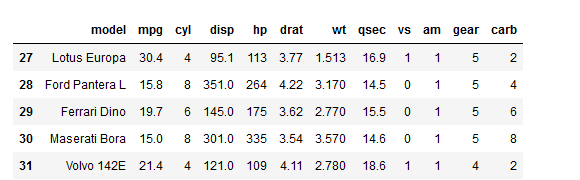 model mpg cyl disp hp drat wt qsec vs am gear carb
27 Lotus Europa 30.4 4 95.1 113 3.77 1.513 16.9 1 1 5 2
28 Ford Pantera L 15.8 8 351.0 264 4.22 3.170 14.5 0 1 5 4
29 Ferrari Dino 19.7 6 145.0 175 3.62 2.770 15.5 0 1 5 6
30 Maserati Bora 15.0 8 301.0 335 3.54 3.570 14.6 0 1 5 8
31 Volvo 142E 21.4 4 121.0 109 4.11 2.780 18.6 1 1 4 2